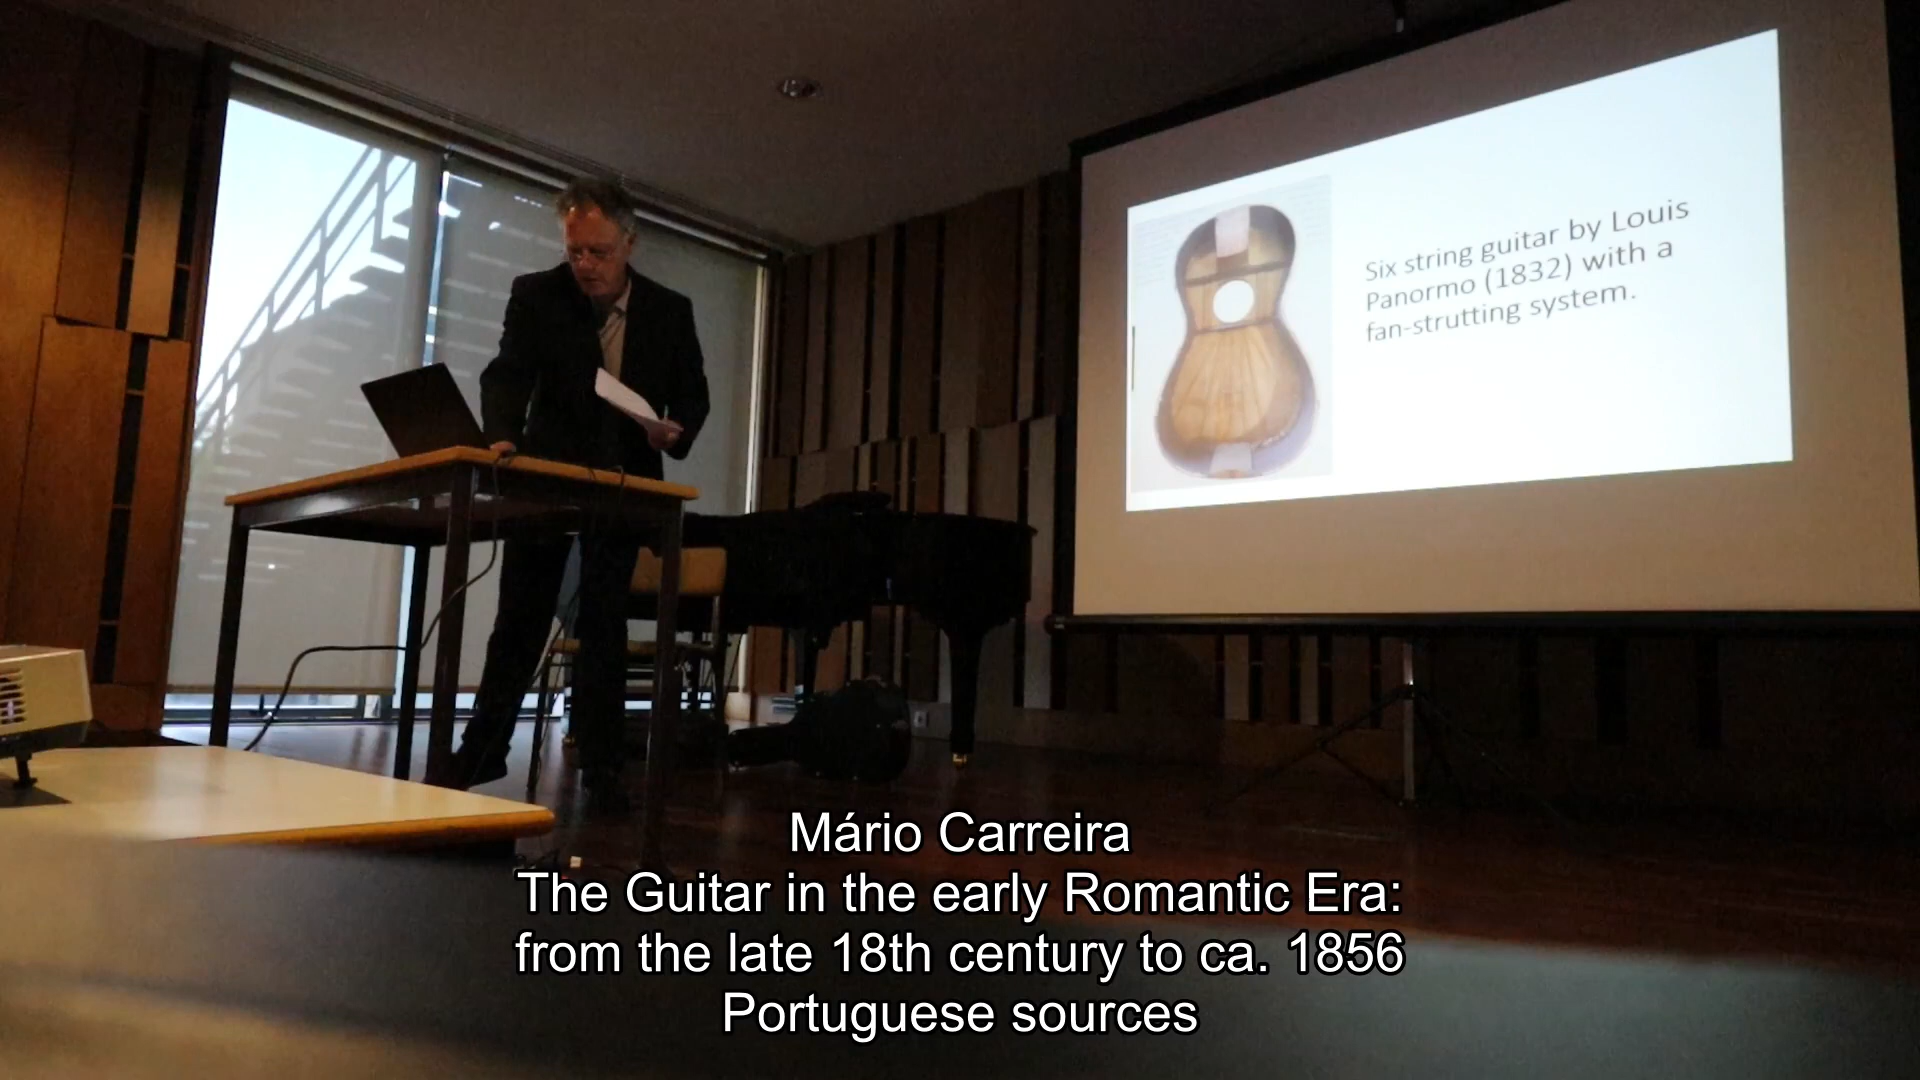 Six string guitar by Louis
Panormo (1832) with a
fan-strutting system.
Mário Carreira
The Guitar in the early Romantic Era:
from the late 18th century to ca. 1856
Portuguese sources